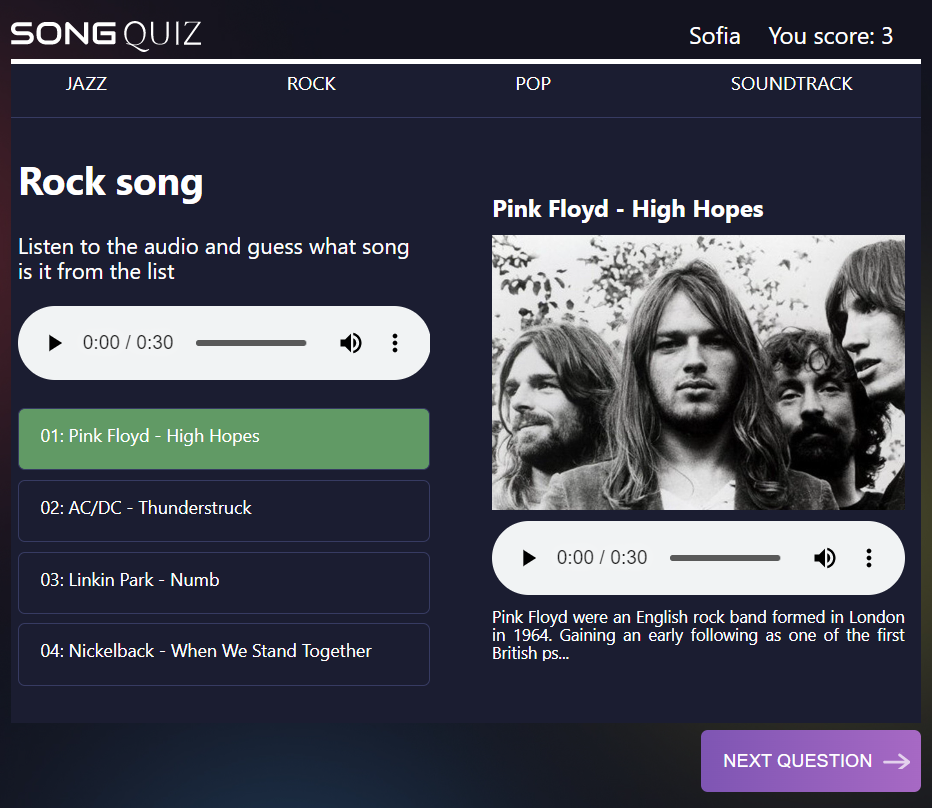 SONG QUIZ
Sofia You score: 3
JAZZ ROCK POP SOUNDTRACK
Rock song
Listen to the audio and guess what song
is it from the list
0:00 / 0:30
01: Pink Floyd - High Hopes
02: AC/DC - Thunderstruck
03: Linkin Park - Numb
04: Nickelback - When We Stand Together
Pink Floyd - High Hopes
0:00 / 0:30
Pink Floyd were an English rock band formed in London
in 1964. Gaining an early following as one of the first
British ps...
NEXT QUESTION